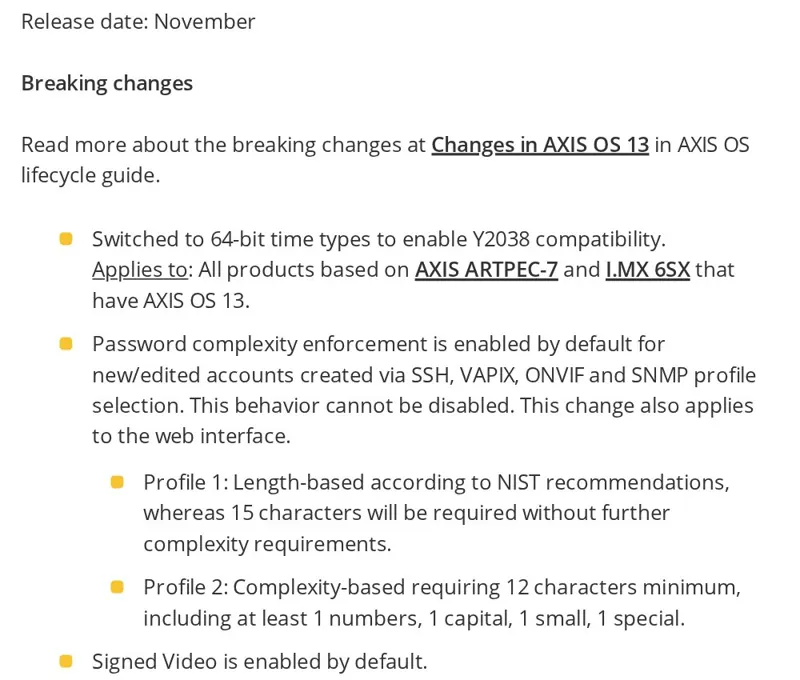 Release date: November
Breaking changes
Read more about the breaking changes at Changes in AXIS OS 13 in AXIS OS
lifecycle guide.
Switched to 64-bit time types to enable Y2038 compatibility.
Applies to: All products based on AXIS ARTPEC-7 and I.MX 6SX that
have AXIS OS 13.
Password complexity enforcement is enabled by default for
new/edited accounts created via SSH, VAPIX, ONVIF and SNMP profile
selection. This behavior cannot be disabled. This change also applies
to the web interface.
Profile 1: Length-based according to NIST recommendations,
whereas 15 characters will be required without further
complexity requirements.
Profile 2: Complexity-based requiring 12 characters minimum,
including at least 1 numbers, 1 capital, 1 small, 1 special.
Signed Video is enabled by default.